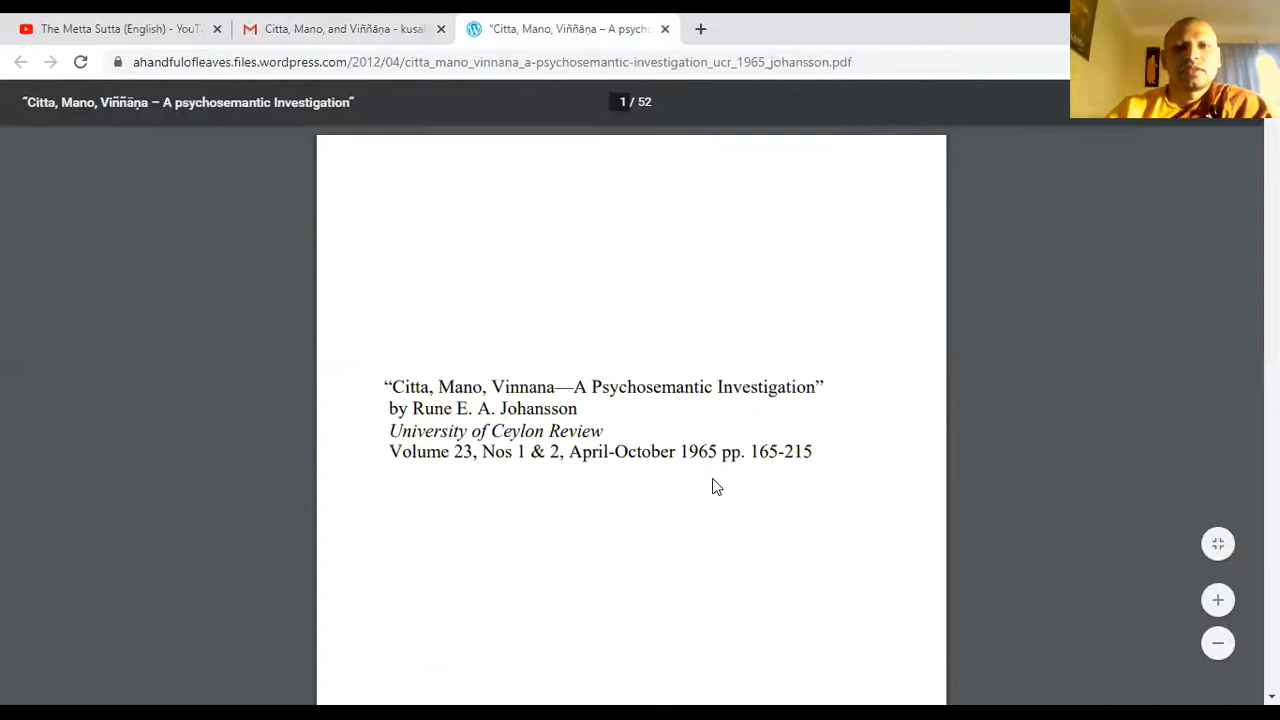 The Metta Sutta (English) - YouT
Citta, Mano, and Viññāṇa - kusal
“Citta, Mano, Viññāṇa – A psycho
ahandfulofleaves.files.wordpress.com/2012/04/citta_mano_vinnana_a-psychosemantic-investigation_ucr_1965_johansson.pdf
“Citta, Mano, Viññāṇa – A psychosemantic Investigation”
1 / 52
“Citta, Mano, Vinnana—A Psychosemantic Investigation”
by Rune E. A. Johansson
University of Ceylon Review
Volume 23, Nos 1 & 2, April-October 1965 pp. 165-215